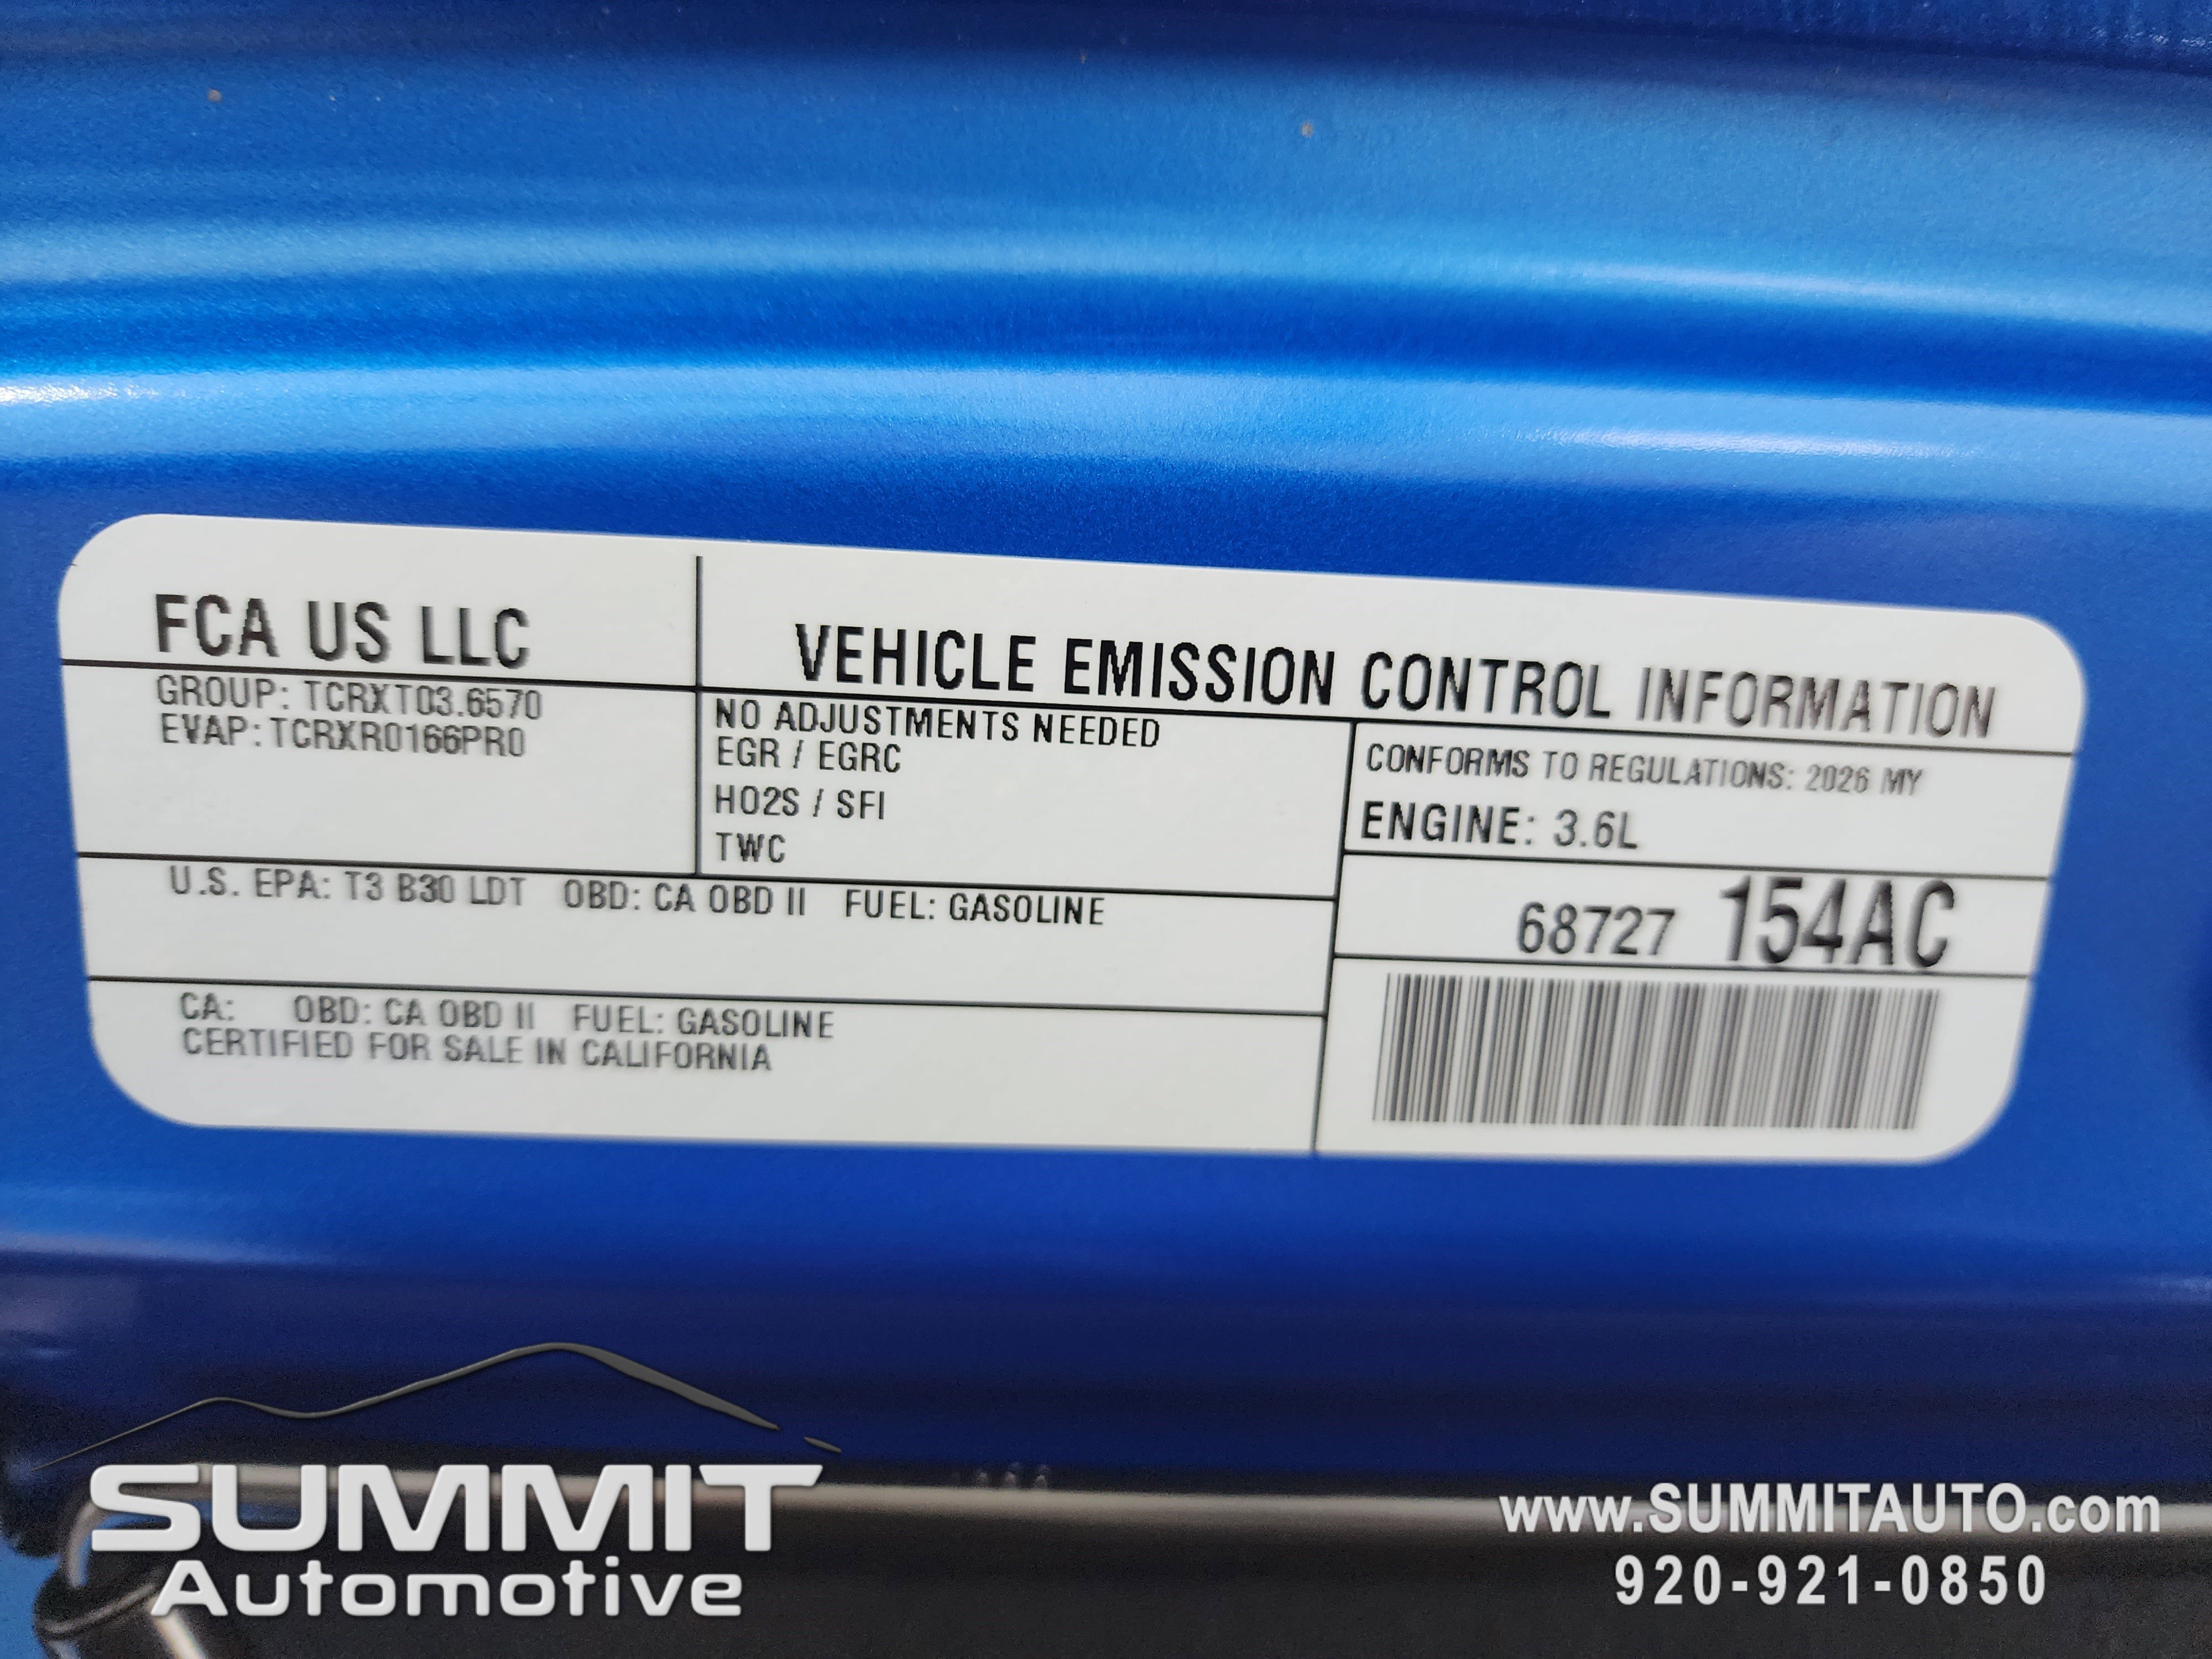 FCA US LLC
VEHICLE EMISSION CONTROL INFORMATION
GROUP: TCRXT03.6570
EVAP: TCRXR0166PR0
NO ADJUSTMENTS NEEDED
EGR / EGRC
HO2S / SFI
TWC
CONFORMS TO REGULATIONS: 2026 MY
ENGINE: 3.6L
U.S. EPA: T3 B30 LDT OBD: CA OBD II FUEL: GASOLINE
68727 154AC
CA: OBD: CA OBD II FUEL: GASOLINE
CERTIFIED FOR SALE IN CALIFORNIA
SUMMIT
Automotive
www.SUMMITAUTO.com
920-921-0850